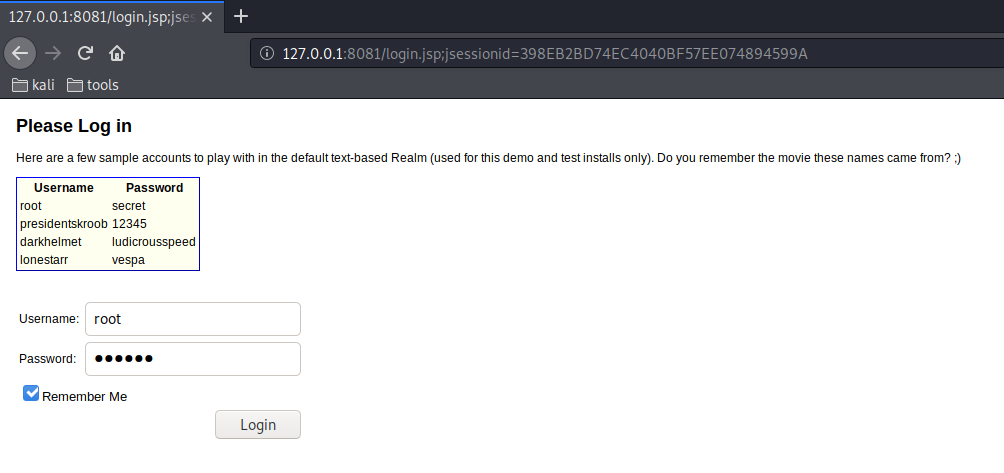 127.0.0.1:8081/login.jsp;jses
127.0.0.1:8081/login.jsp;jsessionid=398EB2BD74EC4040BF57EE074894599A
kali tools
Please Log in
Here are a few sample accounts to play with in the default text-based Realm (used for this demo and test installs only). Do you remember the movie these names came from? ;)
Username Password
root secret
presidentskroob 12345
darkhelmet ludicrousspeed
lonestarr vespa
Username: root
Password: ●●●●●●
Remember Me
Login